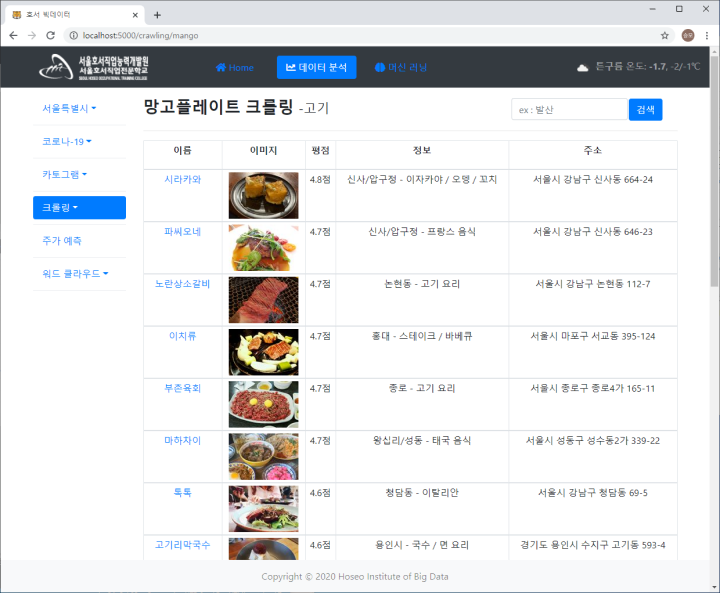 호서 빅데이터
localhost:5000/crawling/mango
서울호서직업능력개발원
서울호서직업전문학교
SEOUL HOSEO OCCUPATIONAL TRAINING COLLEGE
Home
데이터 분석
머신 러닝
튼구름 온도: -1.7, -2/-1℃
서울특별시
코로나-19
카토그램
크롤링
주가 예측
워드 클라우드
망고플레이트 크롤링 -고기
ex : 발산
검색
이름 이미지 평점 정보 주소
시라카와 4.8점 신사/압구정 - 이자카야 / 오뎅 / 꼬치 서울시 강남구 신사동 664-24
파씨오네 4.7점 신사/압구정 - 프랑스 음식 서울시 강남구 신사동 646-23
노란상소갈비 4.7점 논현동 - 고기 요리 서울시 강남구 논현동 112-7
이치류 4.7점 홍대 - 스테이크 / 바베큐 서울시 마포구 서교동 395-124
부촌육회 4.7점 종로 - 고기 요리 서울시 종로구 종로4가 165-11
마하차이 4.7점 왕십리/성동 - 태국 음식 서울시 성동구 성수동2가 339-22
톡톡 4.6점 청담동 - 이탈리안 서울시 강남구 청담동 69-5
고기리막국수 4.6점 용인시 - 국수 / 면 요리 경기도 용인시 수지구 고기동 593-4
Copyright © 2020 Hoseo Institute of Big Data